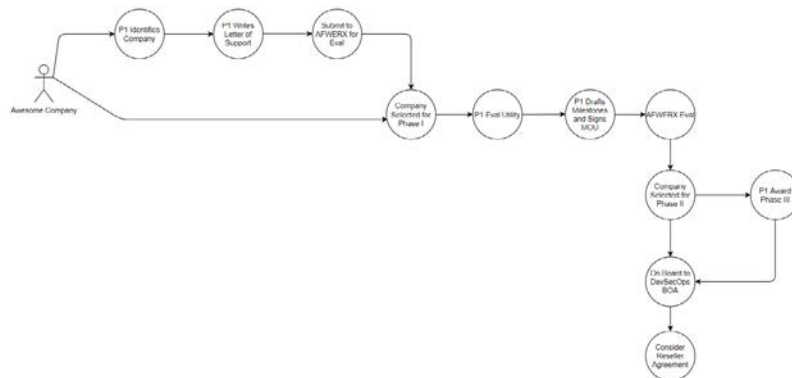 P1 Identifies
Company
P1 Writes
Letter of
Support
Submit to
AFWERX for
Eval
Awesome Company
Company
Selected for
Phase I
P1 Eval Utility
P1 Drafts
Milestones
and Signs
MOU
AFWERX Eval
Company
Selected for
Phase II
P1 Award
Phase III
On Board to
DevSecOps
BOA
Consider
Reseller
Agreement